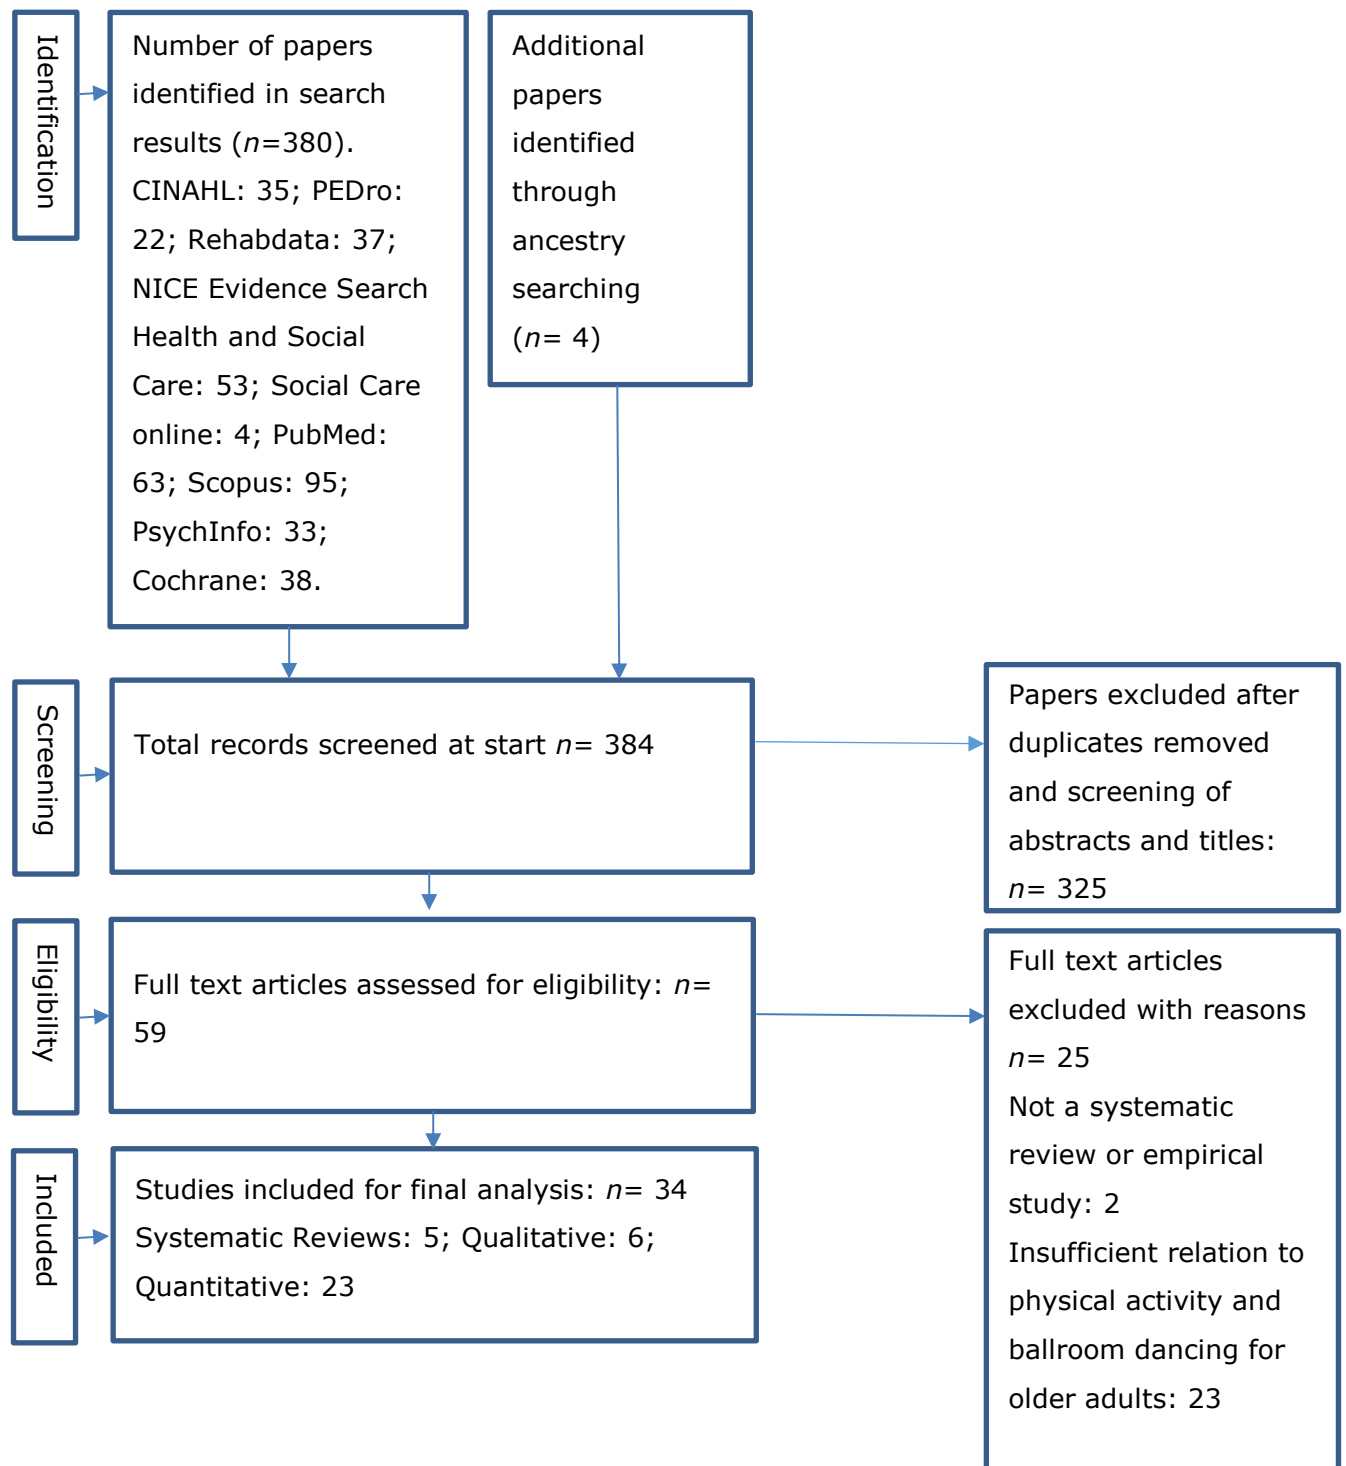 Identification
Number of papers
identified in search
results (n=380).
CINAHL: 35; PEDro:
22; Rehabdata: 37;
NICE Evidence Search
Health and Social
Care: 53; Social Care
online: 4; PubMed:
63; Scopus: 95;
PsychInfo: 33;
Cochrane: 38.
Additional
papers
identified
through
ancestry
searching
(n= 4)
Screening
Total records screened at start n= 384
Papers excluded after
duplicates removed
and screening of
abstracts and titles:
n= 325
Eligibility
Full text articles assessed for eligibility: n=
59
Full text articles
excluded with reasons
n= 25
Not a systematic
review or empirical
study: 2
Insufficient relation to
physical activity and
ballroom dancing for
older adults: 23
Included
Studies included for final analysis: n= 34
Systematic Reviews: 5; Qualitative: 6;
Quantitative: 23